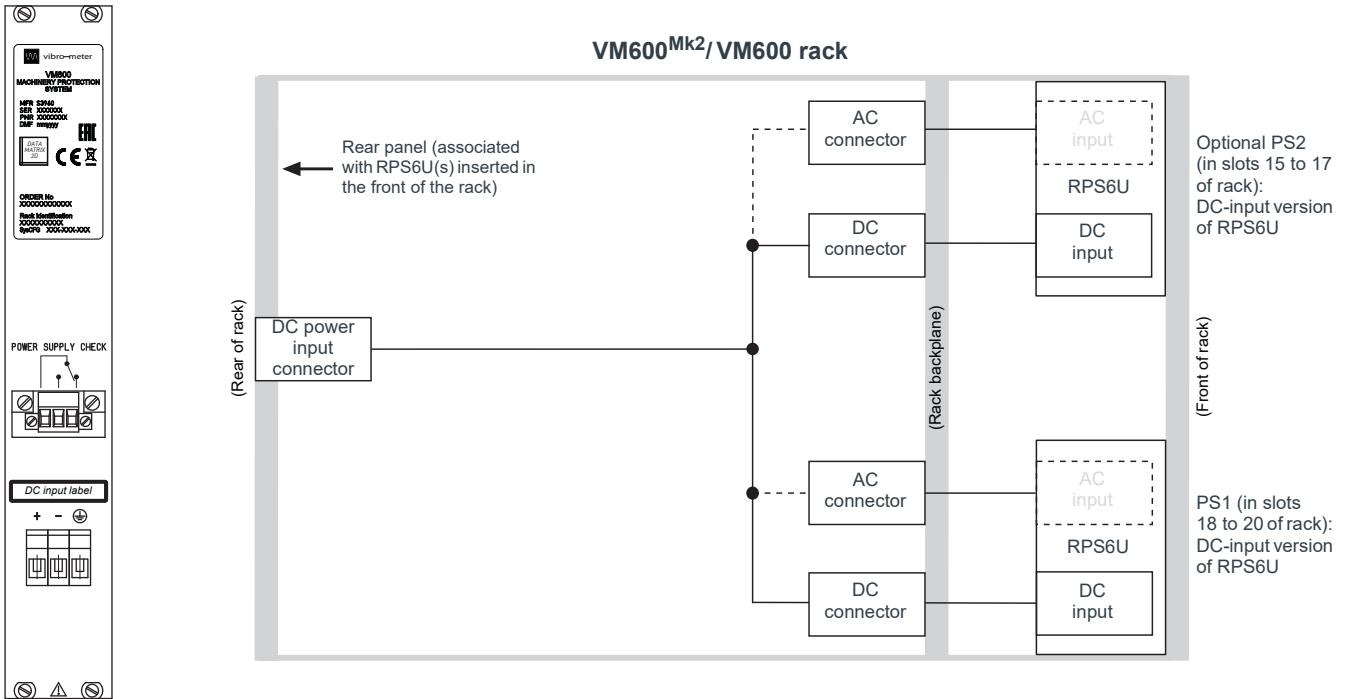 vibro-meter
VM600
MACHINERY PROTECTION
SYSTEM
MFR S3960
SER XXXXXXX
PNR XXXXXXXX
DMF mmyyyy
EAC
DATA
MATRIX
2D
CE
ORDER No
XXXXXXXXXXXX
Rack Identification
XXXXXXXXXX
SysCFG XXX-XXX-XXX
POWER SUPPLY CHECK
DC input label
+ -
VM600Mk2/ VM600 rack
Rear panel (associated
with RPS6U(s) inserted in
the front of the rack)
(Rear of rack)
DC power
input
connector
AC
connector
DC
connector
AC
connector
DC
connector
(Rack backplane)
AC
input
RPS6U
DC
input
AC
input
RPS6U
DC
input
(Front of rack)
Optional PS2
(in slots 15 to 17
of rack):
DC-input version
of RPS6U
PS1 (in slots
18 to 20 of rack):
DC-input version
of RPS6U